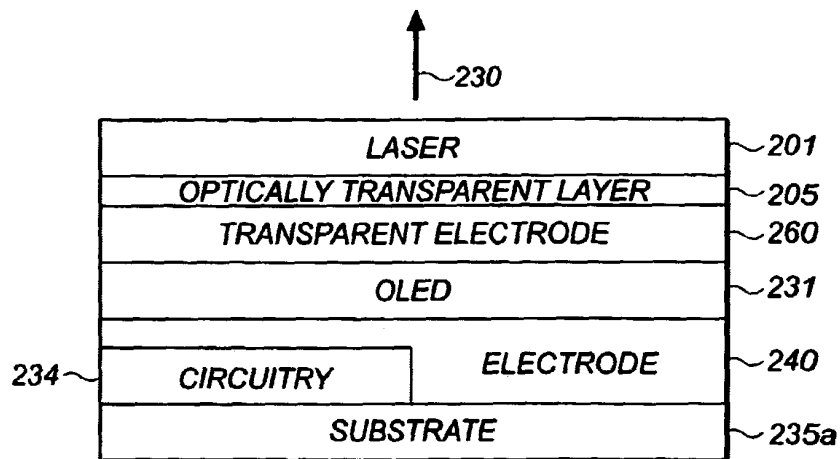 230
LASER 201
OPTICALLY TRANSPARENT LAYER 205
TRANSPARENT ELECTRODE 260
OLED 231
ELECTRODE 240
234 CIRCUITRY
SUBSTRATE 235a